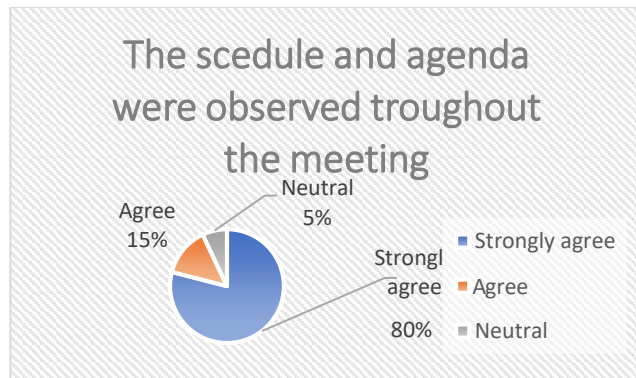 The scedule and agenda
were observed troughout
the meeting
Neutral
5%
Agree
15%
Strongl
agree
80%
Strongly agree
Agree
Neutral